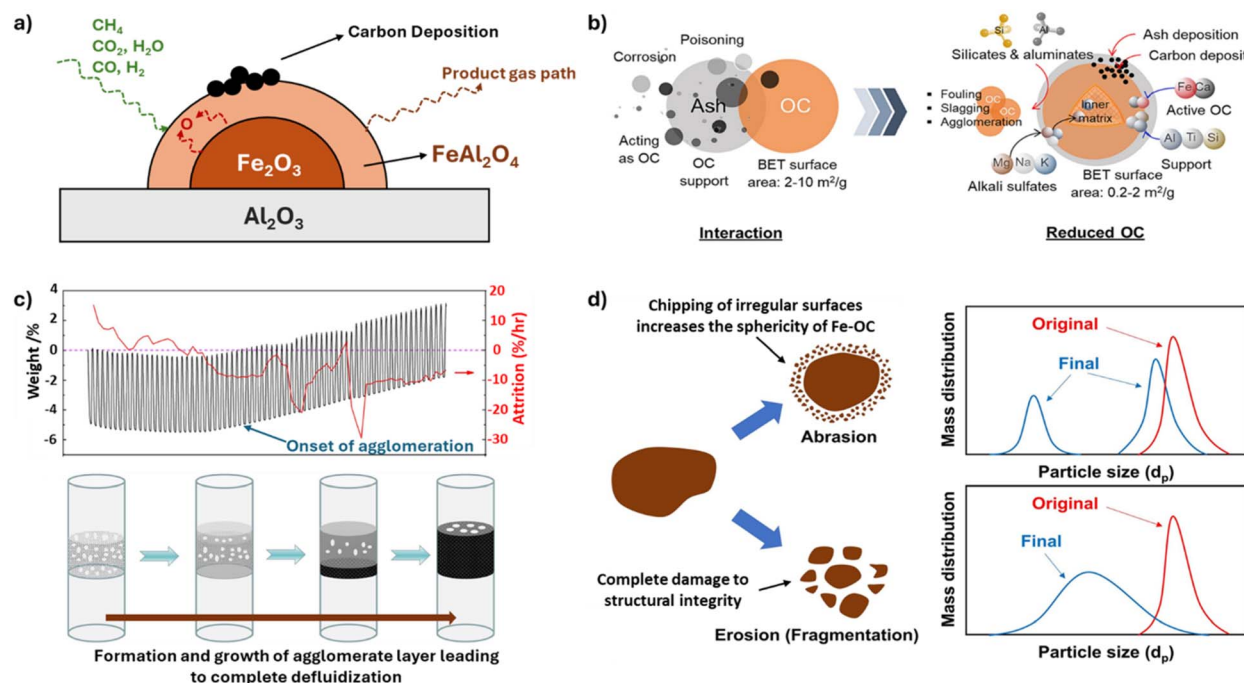 a)
CH4
CO2, H2O
CO, H2
Carbon Deposition
Product gas path
O
Fe2O3
FeAl2O4
Al2O3
b)
Poisoning
Corrosion
Ash
OC
Acting
as OC
OC
support
BET surface
area: 2-10 m²/g
Interaction
Si
Al
Silicates & aluminates
Ash deposition
Carbon deposit
Fouling
Slagging
Agglomeration
OC
OC
OC
Inner
matrix
Fe Ca
Active OC
Al Ti Si
Support
Mg Na K
Alkali sulfates
BET surface
area: 0.2-2 m²/g
Reduced OC
c)
Weight /%
4
2
0
-2
-4
-6
20
10
0
-10
-20
-30
Attrition (%/hr)
Onset of agglomeration
Formation and growth of agglomerate layer leading
to complete defluidization
d)
Chipping of irregular surfaces
increases the sphericity of Fe-OC
Abrasion
Complete damage to
structural integrity
Erosion (Fragmentation)
Mass distribution
Original
Final
Particle size (dp)
Mass distribution
Original
Final
Particle size (dp)